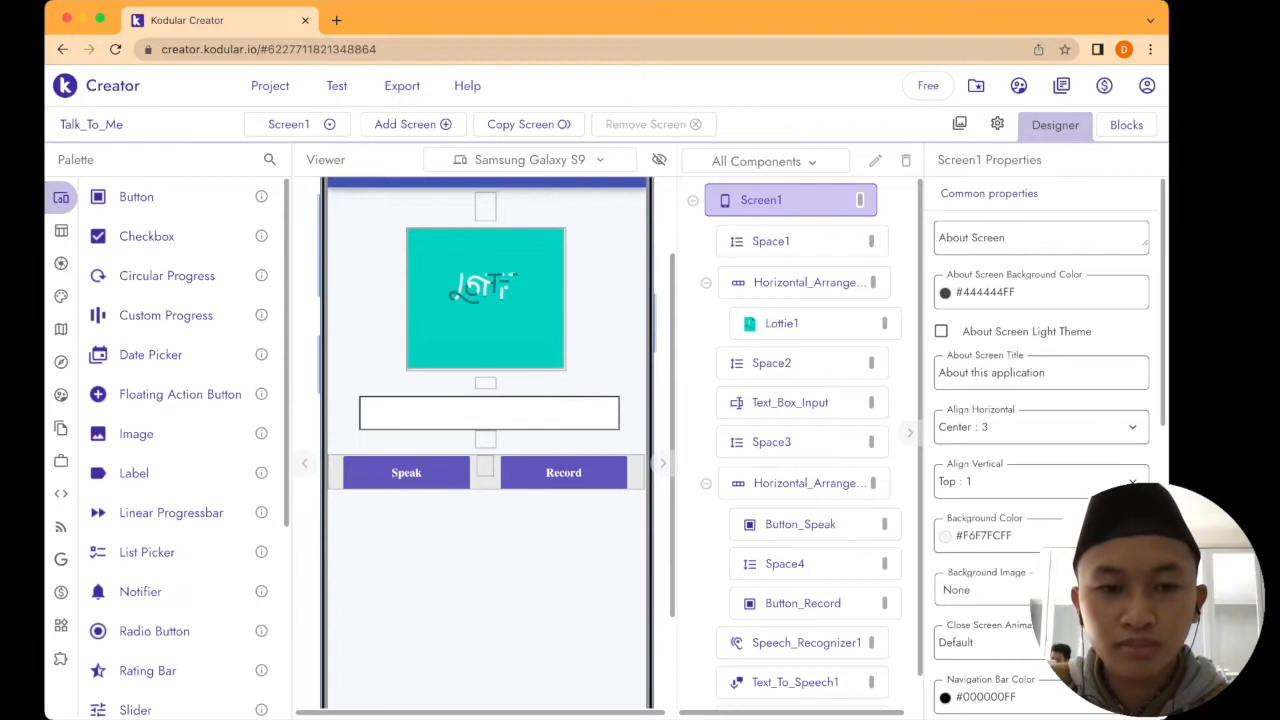 Kodular Creator
creator.kodular.io/#6227711821348864
D
Creator
Project
Test
Export
Help
Free
Talk_To_Me
Screen1
Add Screen
Copy Screen
Remove Screen
Designer
Blocks
Palette
Viewer
Samsung Galaxy S9
All Components
Screen1 Properties
Button
Checkbox
Circular Progress
Custom Progress
Date Picker
Floating Action Button
Image
Label
Linear Progressbar
List Picker
Notifier
Radio Button
Rating Bar
Slider
Speak
Record
Screen1
Space1
Horizontal_Arrange...
Lottie1
Space2
Text_Box_Input
Space3
Horizontal_Arrange...
Button_Speak
Space4
Button_Record
Speech_Recognizer1
Text_To_Speech1
Common properties
About Screen
About Screen Background Color
#444444FF
About Screen Light Theme
About Screen Title
About this application
Align Horizontal
Center : 3
Align Vertical
Top : 1
Background Color
#F6F7FCFF
Background Image
None
Close Screen Anima
Default
Navigation Bar Color
#000000FF